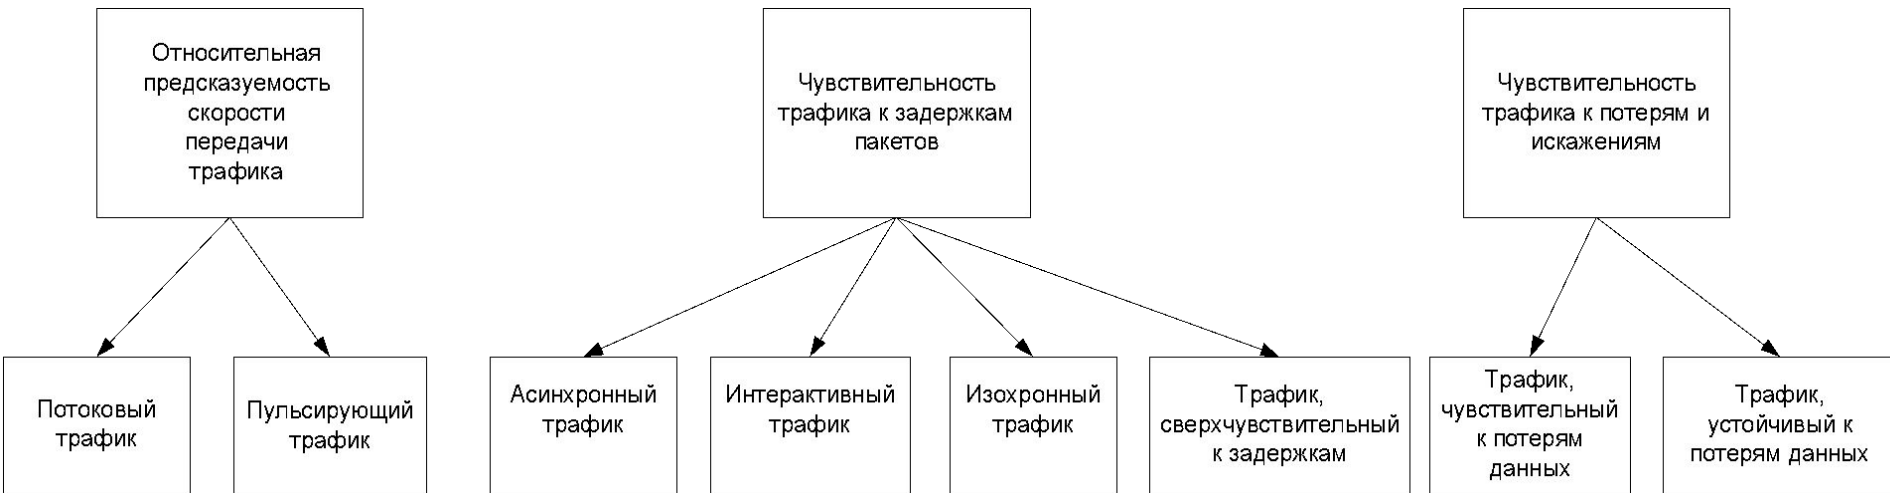 Относительная
предсказуемость
скорости
передачи
трафика
Чувствительность
трафика к задержкам
пакетов
Чувствительность
трафика к потерям и
искажениям
Потоковый
трафик
Пульсирующий
трафик
Асинхронный
трафик
Интерактивный
трафик
Изохронный
трафик
Трафик,
сверхчувствительный
к задержкам
Трафик,
чувствительный
к потерям
данных
Трафик,
устойчивый к
потерям данных